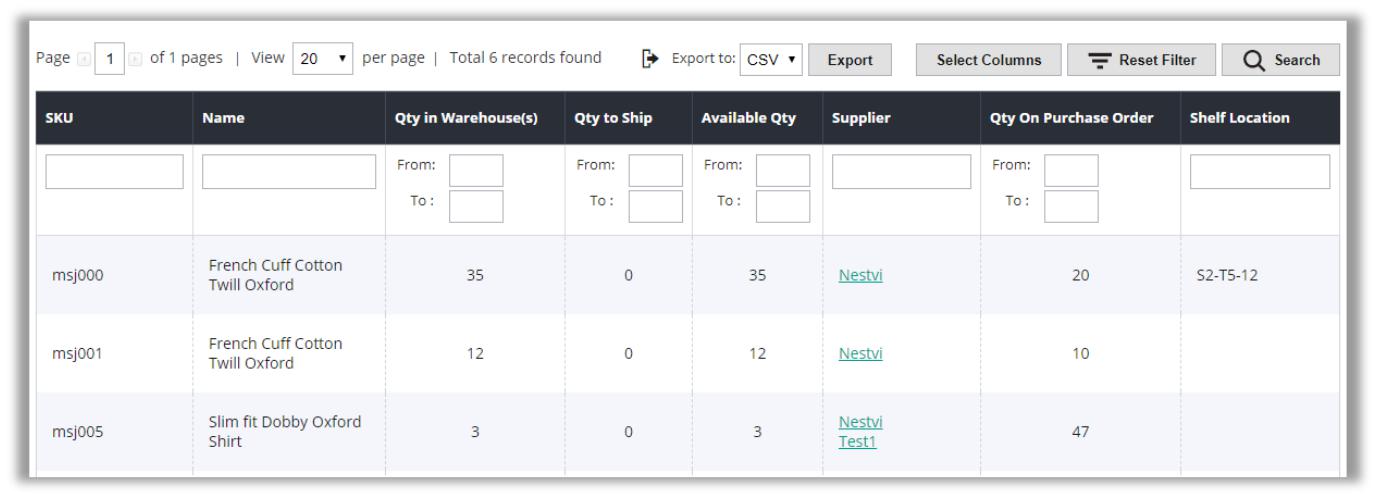 Page 1 of 1 pages | View 20 per page | Total 6 records found Export to: CSV Export Select Columns Reset Filter Search
SKU Name Qty in Warehouse(s) Qty to Ship Available Qty Supplier Qty On Purchase Order Shelf Location
From: From: From: From:
To : To : To : To :
msj000 French Cuff Cotton Twill Oxford 35 0 35 Nestvi 20 S2-T5-12
msj001 French Cuff Cotton Twill Oxford 12 0 12 Nestvi 10
msj005 Slim fit Dobby Oxford Shirt 3 0 3 Nestvi Test1 47